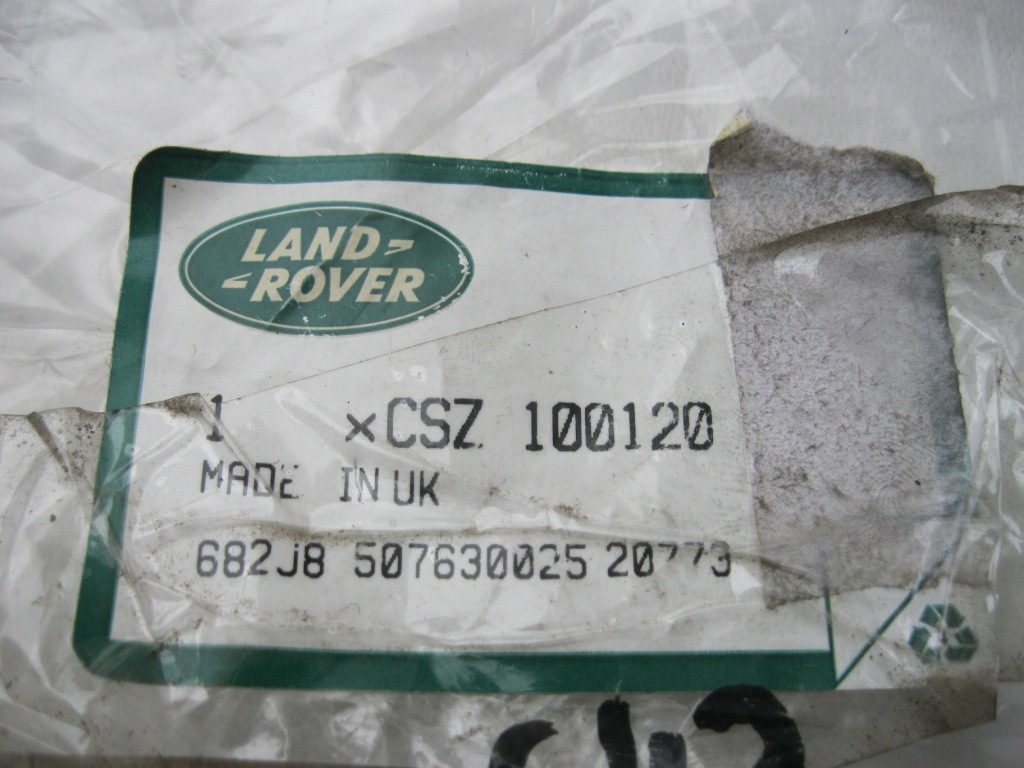 LAND
ROVER
1 ×CSZ 100120
MADE IN UK
682J8 507630025 20773